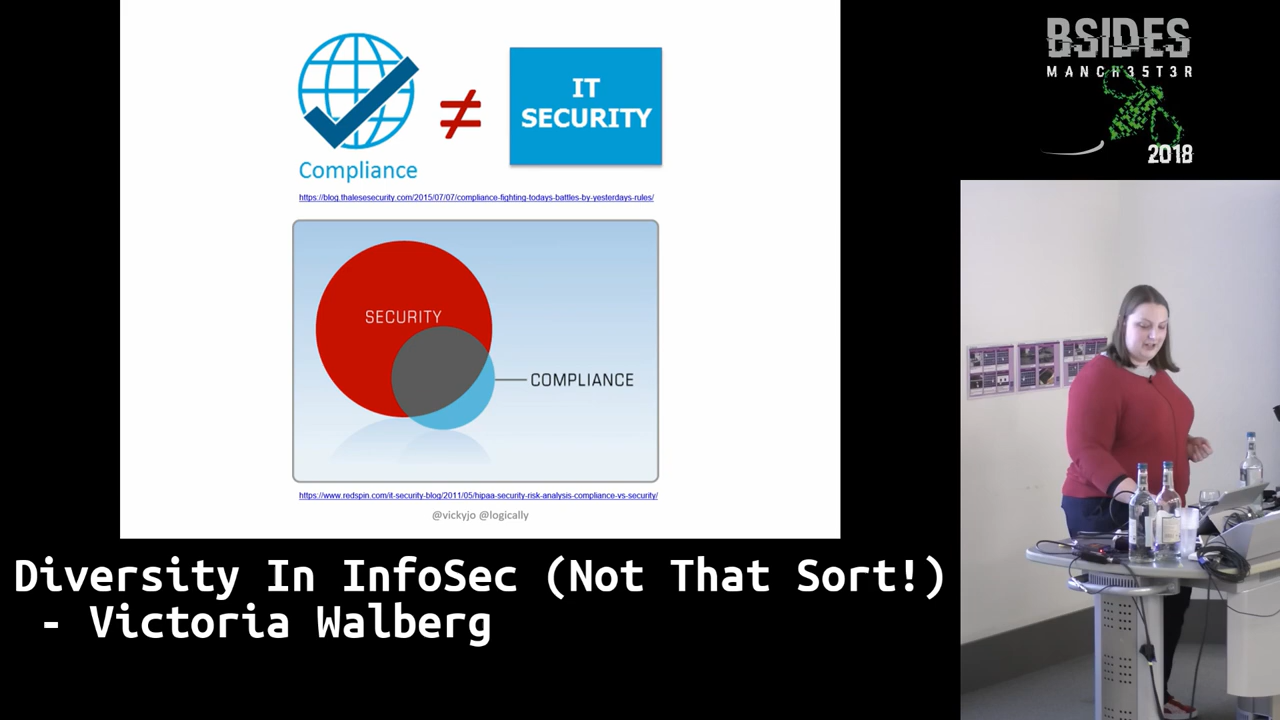 IT
SECURITY
≠
Compliance
https://blog.thalesesecurity.com/2015/07/07/compliance-fighting-todays-battles-by-yesterdays-rules/
SECURITY
COMPLIANCE
https://www.redspin.com/it-security-blog/2011/05/hipaa-security-risk-analysis-compliance-vs-security/
@vickyjo @logically
BSIDES
MANCH35T3R
2018
Diversity In InfoSec (Not That Sort!)
- Victoria Walberg